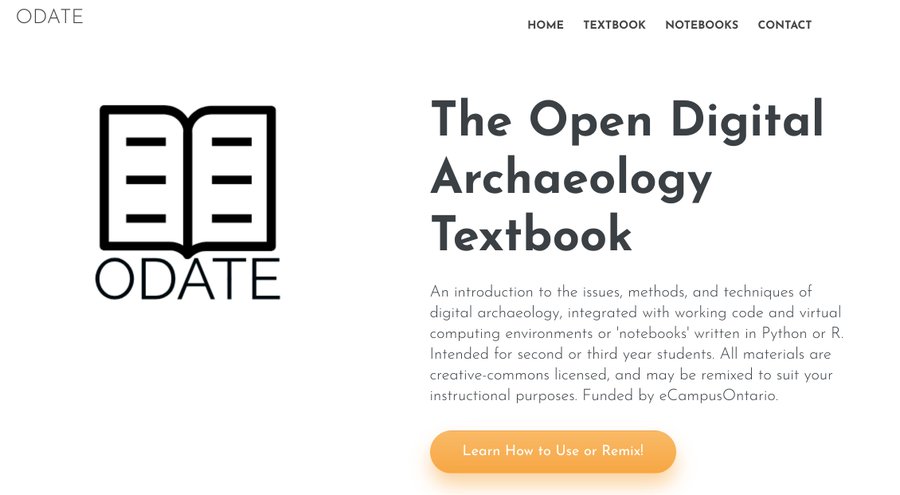 ODATE
HOME TEXTBOOK NOTEBOOKS CONTACT
ODATE
The Open Digital
Archaeology
Textbook
An introduction to the issues, methods, and techniques of
digital archaeology, integrated with working code and virtual
computing environments or 'notebooks' written in Python or R.
Intended for second or third year students. All materials are
creative-commons licensed, and may be remixed to suit your
instructional purposes. Funded by eCampusOntario.
Learn How to Use or Remix!